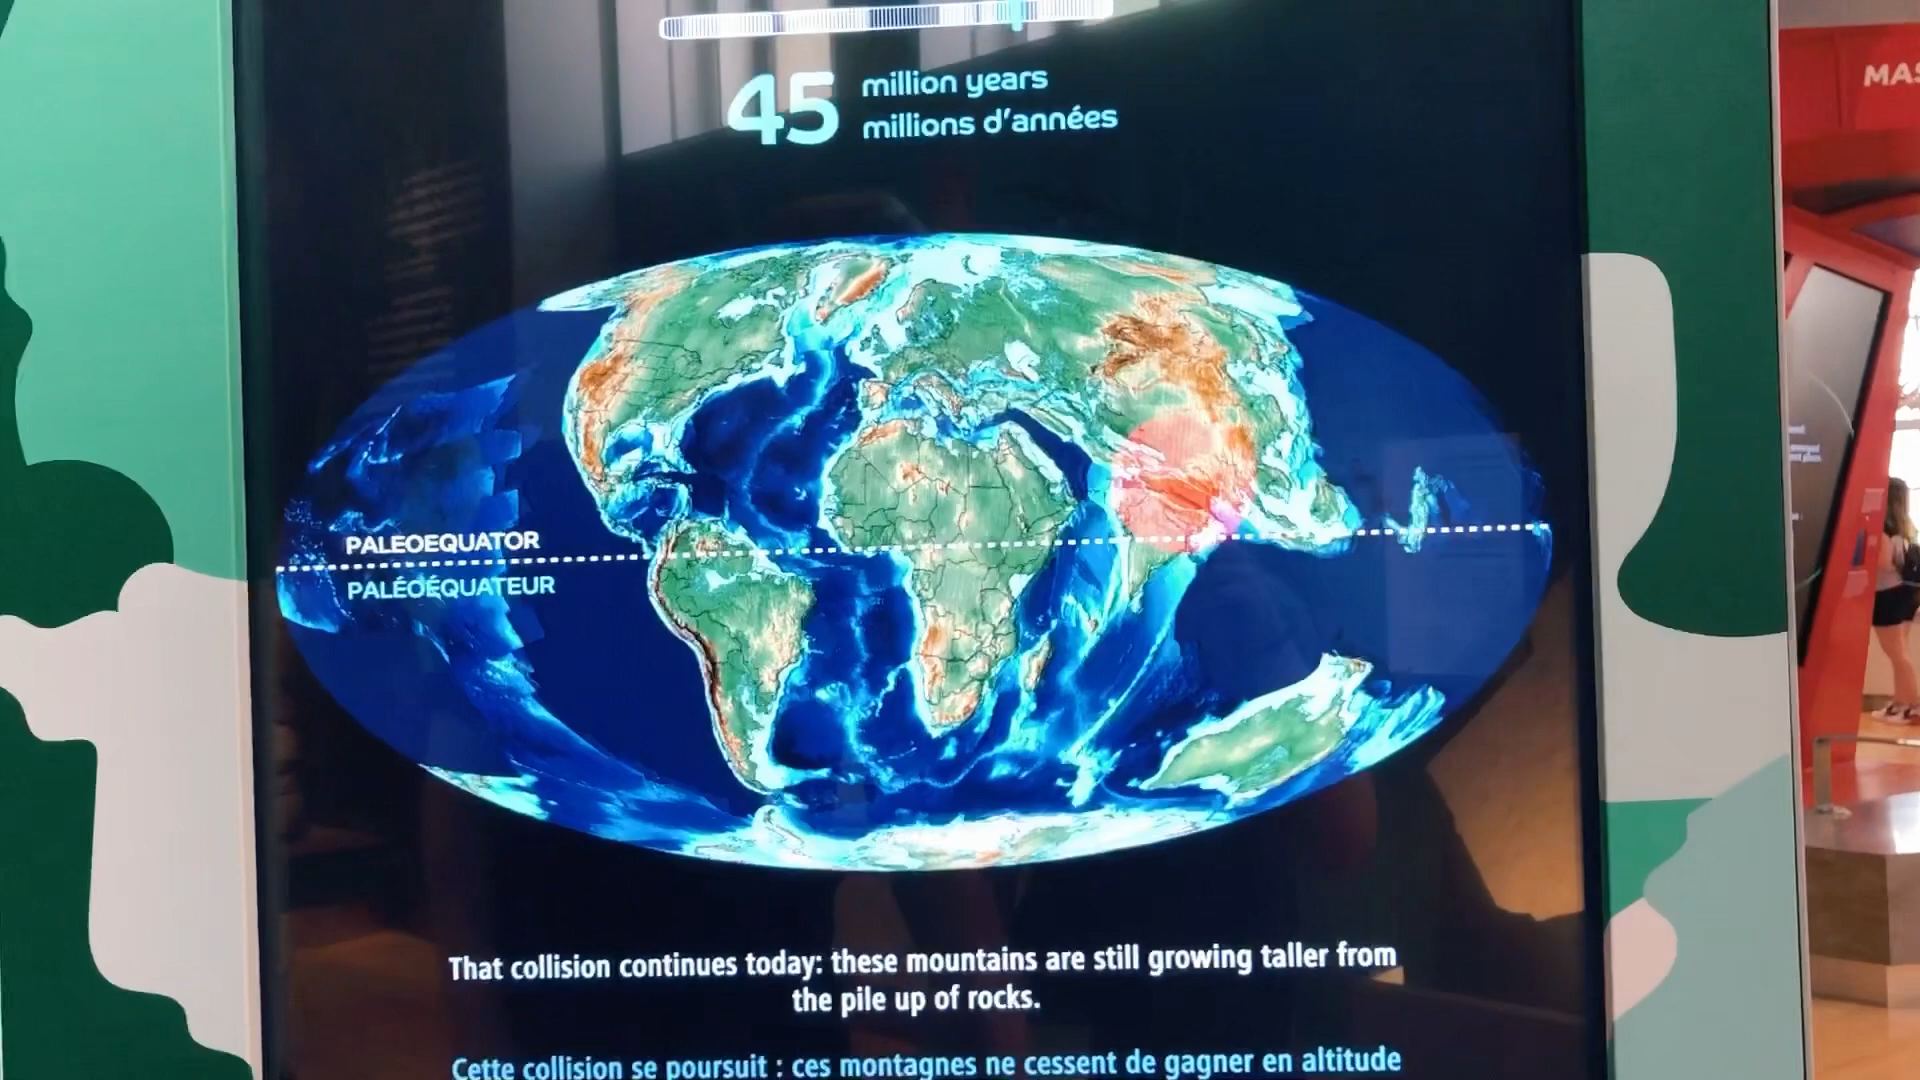 45 million years
millions d'années
MAS
PALEOEQUATOR
PALÉOÉQUATEUR
That collision continues today: these mountains are still growing taller from
the pile up of rocks.
Cette collision se poursuit : ces montagnes ne cessent de gagner en altitude